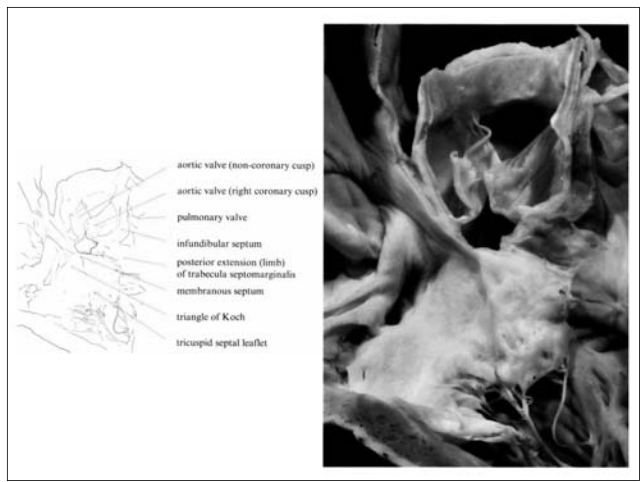 aortic valve (non-coronary cusp)
aortic valve (right coronary cusp)
pulmonary valve
infundibular septum
posterior extension (limb)
of trabecula septomarginalis
membranous septum
triangle of Koch
tricuspid septal leaflet